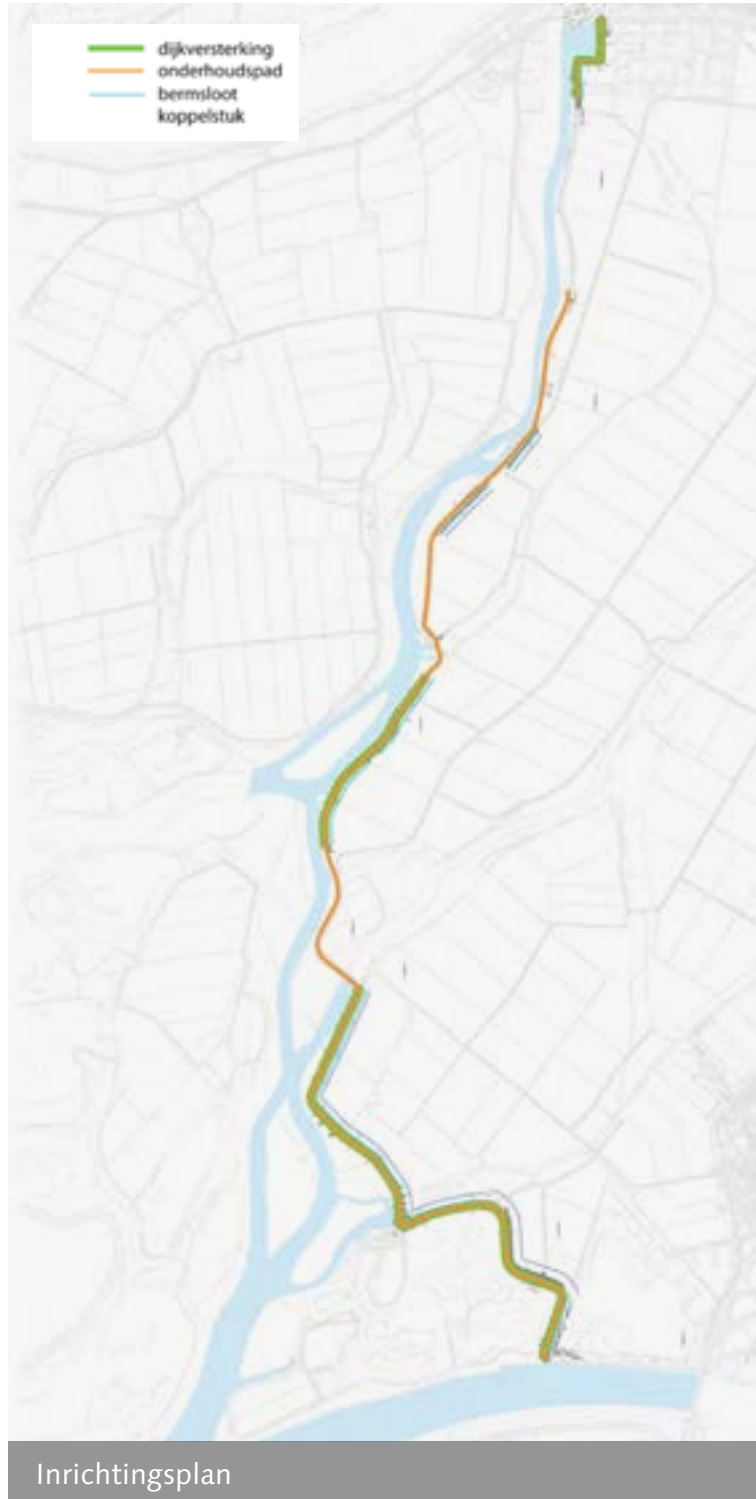 dijkversterking
onderhoudspad
bermsloot
koppelstuk
Inrichtingsplan